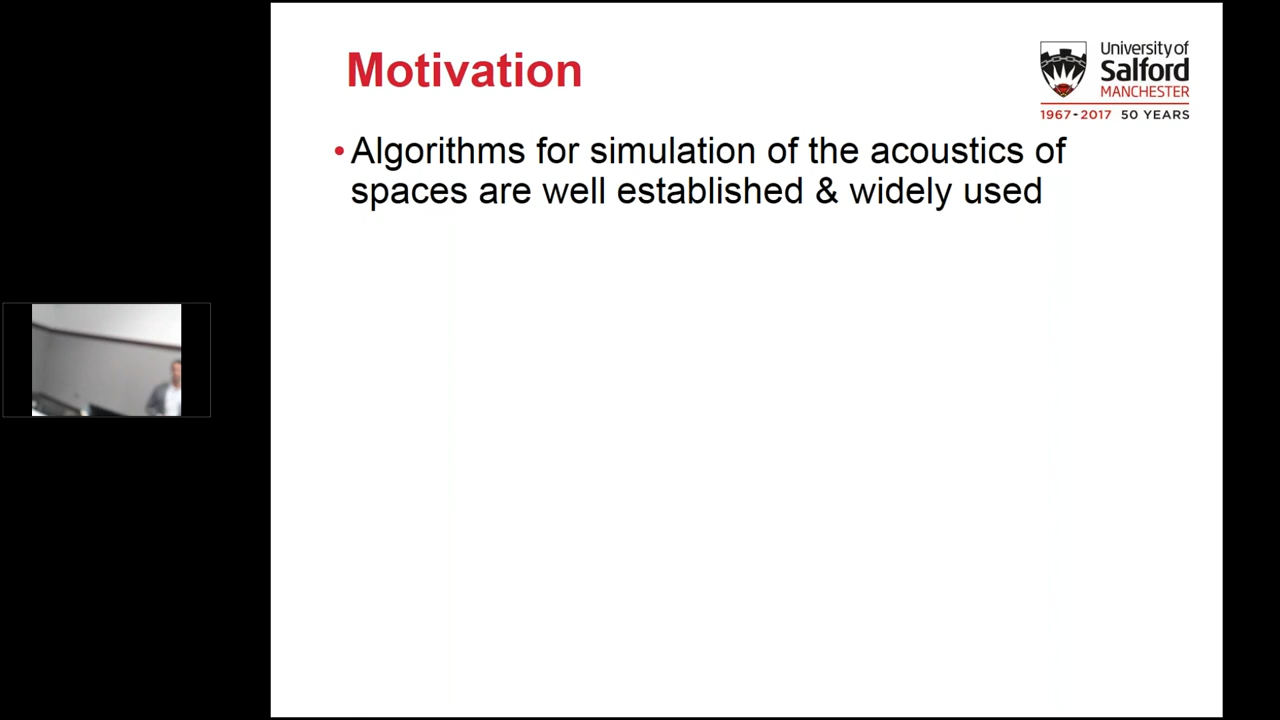 Motivation
University of
Salford
MANCHESTER
1967-2017 50 YEARS
• Algorithms for simulation of the acoustics of
spaces are well established & widely used